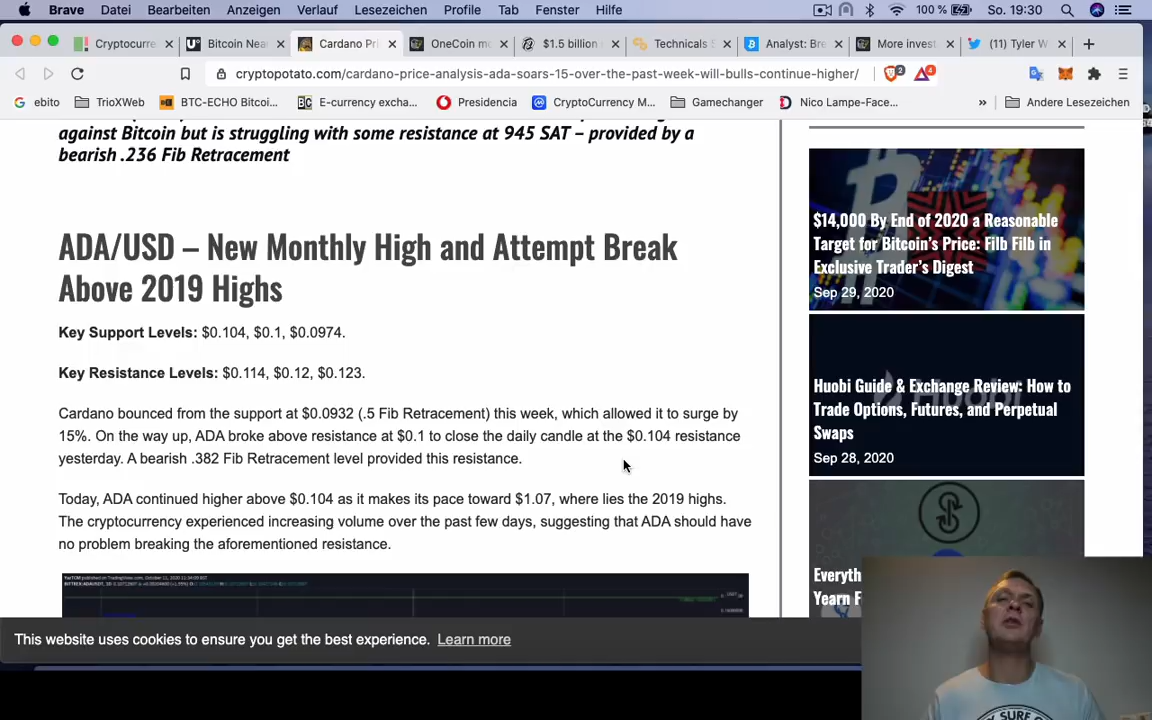 Brave Datei Bearbeiten Anzeigen Verlauf Lesezeichen Profile Tab Fenster Hilfe 100 % So. 19:30
Cryptocurre Bitcoin Nea Cardano Pri OneCoin mo $1.5 billion Technicals S Analyst: Bre More invest (11) Tyler W
cryptopotato.com/cardano-price-analysis-ada-soars-15-over-the-past-week-will-bulls-continue-higher/ 2 4
ebito TrioXWeb BTC-ECHO Bitcoi... E-currency excha... Presidencia CryptoCurrency M... Gamechanger Nico Lampe-Face... » Andere Lesezeichen
against Bitcoin but is struggling with some resistance at 945 SAT – provided by a
bearish .236 Fib Retracement
ADA/USD – New Monthly High and Attempt Break
Above 2019 Highs
Key Support Levels: $0.104, $0.1, $0.0974.
Key Resistance Levels: $0.114, $0.12, $0.123.
Cardano bounced from the support at $0.0932 (.5 Fib Retracement) this week, which allowed it to surge by
15%. On the way up, ADA broke above resistance at $0.1 to close the daily candle at the $0.104 resistance
yesterday. A bearish .382 Fib Retracement level provided this resistance.
Today, ADA continued higher above $0.104 as it makes its pace toward $1.07, where lies the 2019 highs.
The cryptocurrency experienced increasing volume over the past few days, suggesting that ADA should have
no problem breaking the aforementioned resistance.
$14,000 By End of 2020 a Reasonable
Target for Bitcoin's Price: Filb Filb in
Exclusive Trader's Digest
Sep 29, 2020
Huobi Guide & Exchange Review: How to
Trade Options, Futures, and Perpetual
Swaps
Sep 28, 2020
Everyth
Yearn F
This website uses cookies to ensure you get the best experience. Learn more